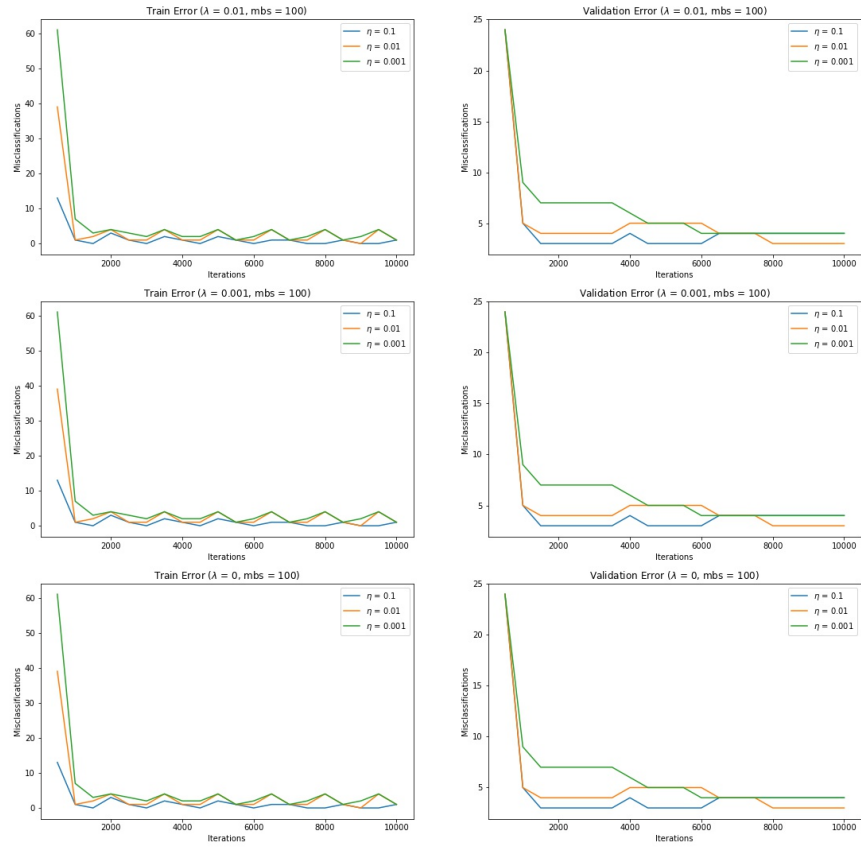 Train Error (λ = 0.01, mbs = 100)
60
50
40
30
20
10
0
Misclassifications
2000
4000
6000
8000
10000
Iterations
η = 0.1
η = 0.01
η = 0.001
Validation Error (λ = 0.01, mbs = 100)
25
20
15
10
5
Misclassifications
2000
4000
6000
8000
10000
Iterations
η = 0.1
η = 0.01
η = 0.001
Train Error (λ = 0.001, mbs = 100)
60
50
40
30
20
10
0
Misclassifications
2000
4000
6000
8000
10000
Iterations
η = 0.1
η = 0.01
η = 0.001
Validation Error (λ = 0.001, mbs = 100)
25
20
15
10
5
Misclassifications
2000
4000
6000
8000
10000
Iterations
η = 0.1
η = 0.01
η = 0.001
Train Error (λ = 0, mbs = 100)
60
50
40
30
20
10
0
Misclassifications
2000
4000
6000
8000
10000
Iterations
η = 0.1
η = 0.01
η = 0.001
Validation Error (λ = 0, mbs = 100)
25
20
15
10
5
Misclassifications
2000
4000
6000
8000
10000
Iterations
η = 0.1
η = 0.01
η = 0.001